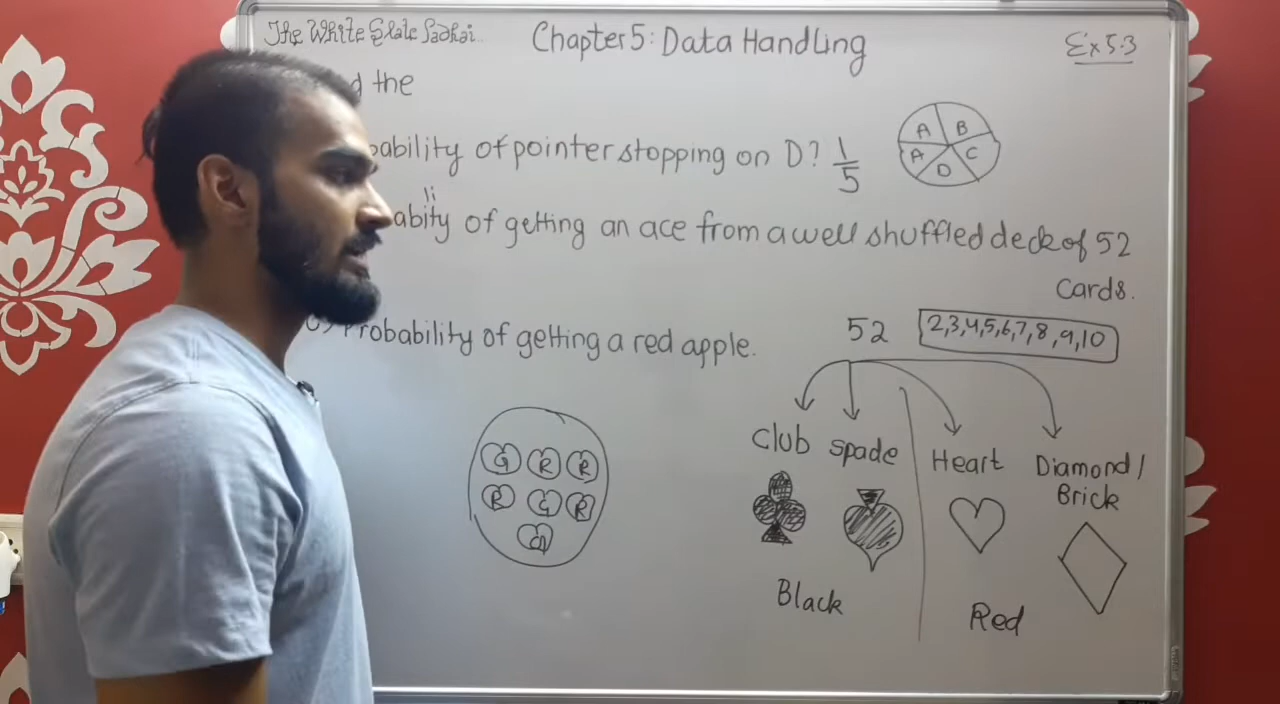 The White Slate Padhai
Chapter 5: Data Handling
Ex 5.3
the
A B
A C
D
bability of pointer stopping on D? 1/5
li
abity of getting an ace from a well shuffled deck of 52
cards.
Probability of getting a red apple.
52
2,3,4,5,6,7,8,9,10
Club Spade Heart Diamond/
Brick
G R R
R G R
G
Black
Red